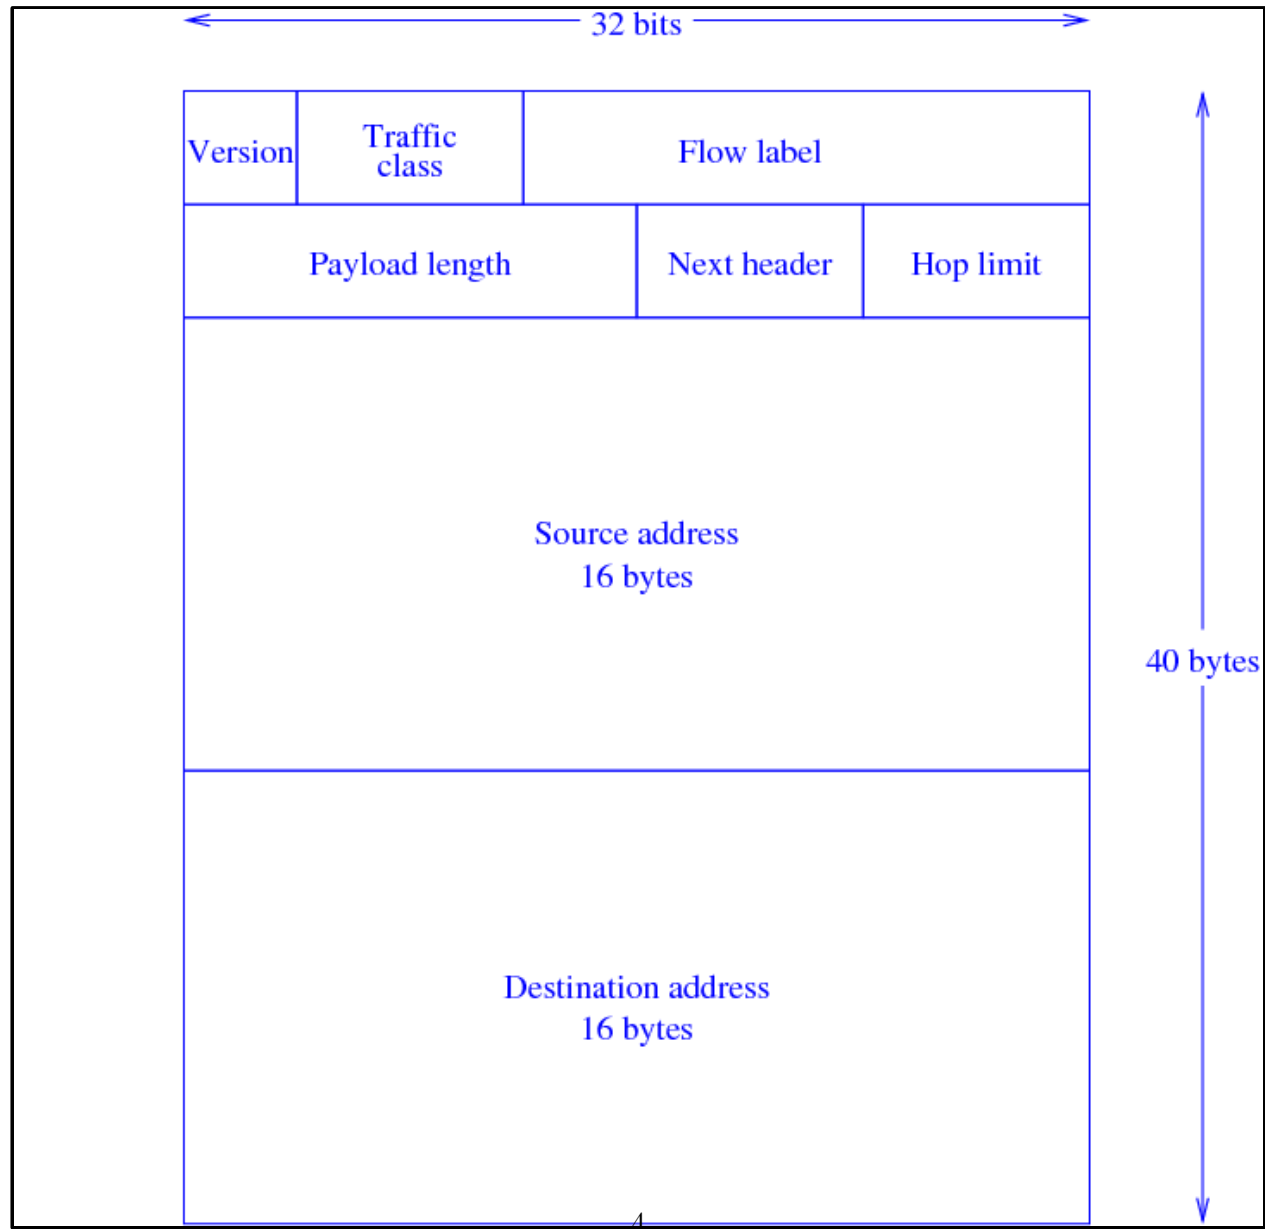 32 bits
Version
Traffic
class
Flow label
Payload length
Next header
Hop limit
Source address
16 bytes
40 bytes
Destination address
16 bytes
4